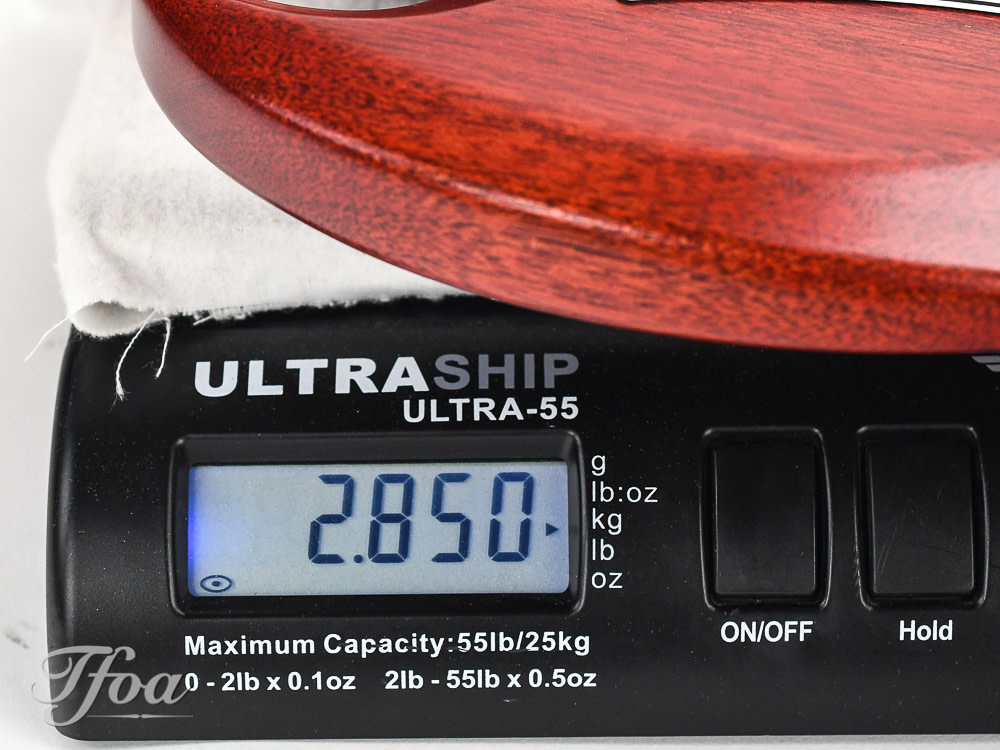 ULTRASHIP
ULTRA-55
2.850
g
lb:oz
kg
lb
oz
ON/OFF
Hold
Maximum Capacity:55lb/25kg
0 - 2lb x 0.1oz 2lb - 55lb x 0.5oz
Tfoa